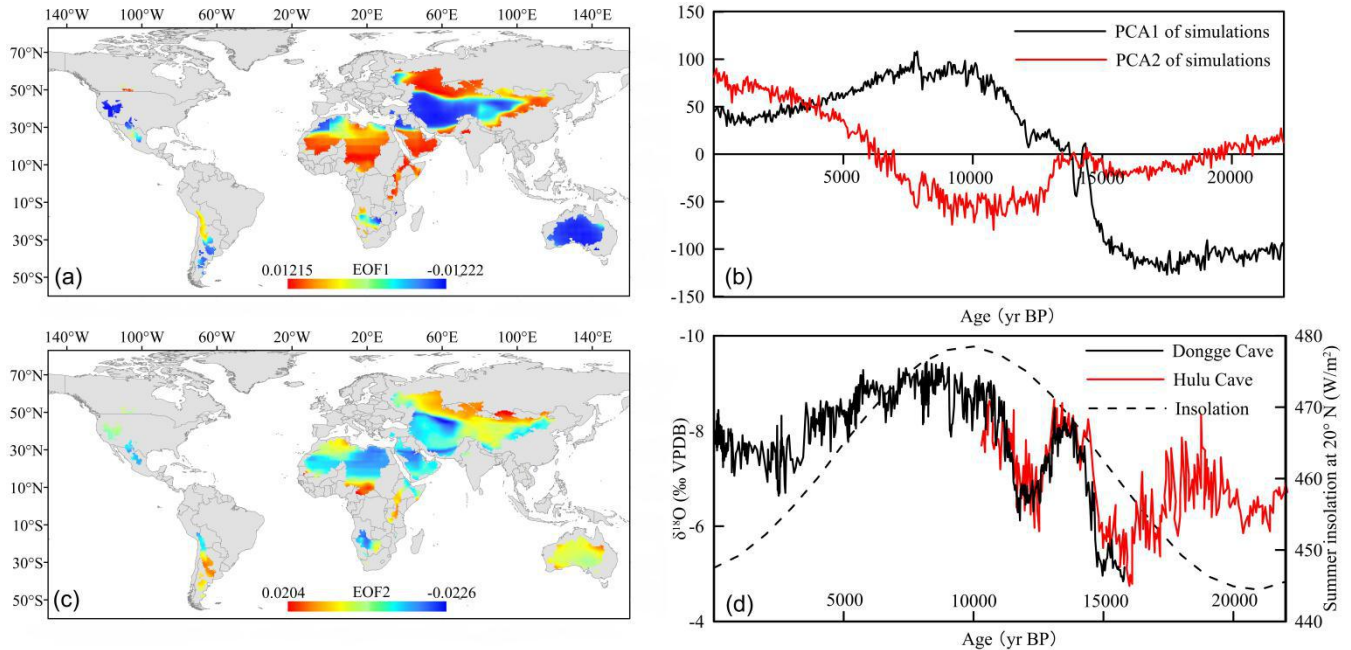 140°W 100°W 60°W 20°W 20°E 60°E 100°E 140°E
70°N
50°N
30°N
10°N
10°S
30°S
50°S
(a)
0.01215 EOF1 -0.01222
150
100
50
0
-50
-100
-150
PCA1 of simulations
PCA2 of simulations
5000 10000 15000 20000
(b)
Age (yr BP)
140°W 100°W 60°W 20°W 20°E 60°E 100°E 140°E
70°N
50°N
30°N
10°N
10°S
30°S
50°S
(c)
0.0204 EOF2 -0.0226
-10
-8
-6
-4
δ¹⁸O (‰ VPDB)
Dongge Cave
Hulu Cave
Insolation
480
470
460
450
440
Summer insolation at 20° N (W/m²)
(d)
5000 10000 15000 20000
Age (yr BP)